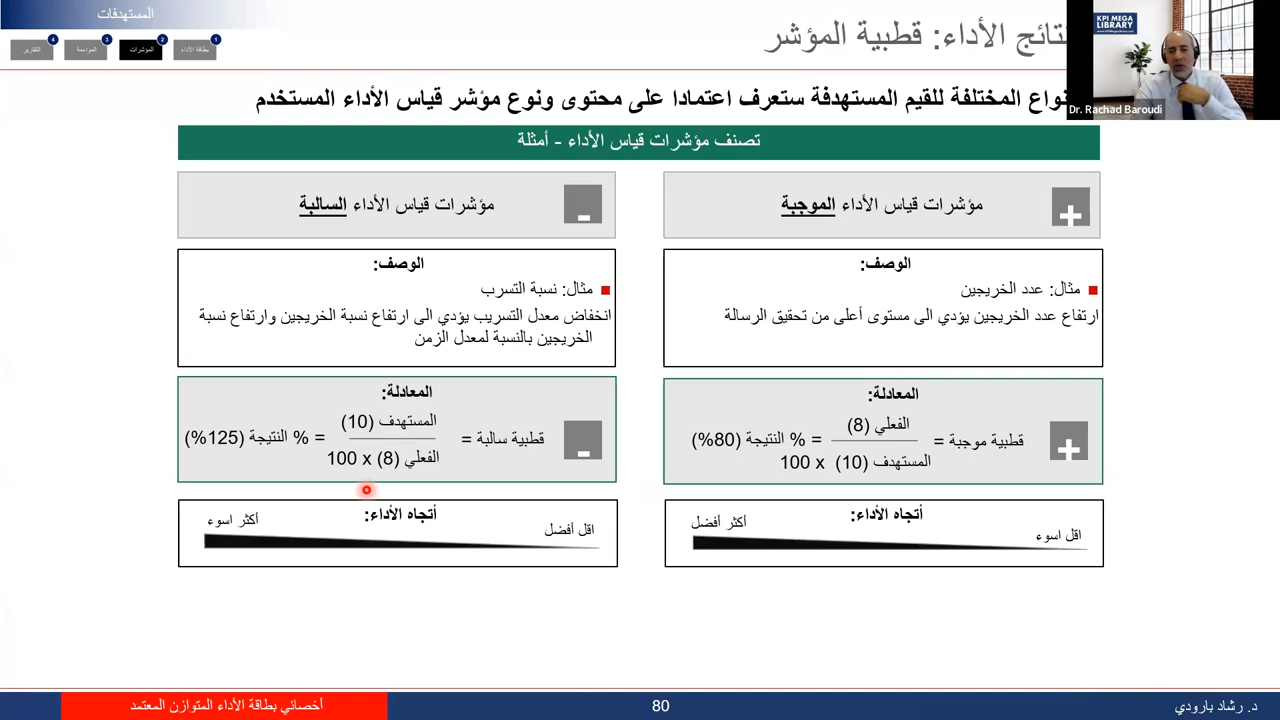 المستهدفات
1
بطاقة الأداء
2
المؤشرات
3
المواءمة
4
التقارير
نتائج الأداء: قطبية المؤشر
KPI MEGA
LIBRARY
Dr. Rachad Baroudi
نواع المختلفة للقيم المستهدفة ستعرف اعتمادا على محتوى ونوع مؤشر قياس الأداء المستخدم
تصنف مؤشرات قياس الأداء - أمثلة
+
مؤشرات قياس الأداء الموجبة
الوصف:
مثال: عدد الخريجين
ارتفاع عدد الخريجين يؤدي الى مستوى أعلى من تحقيق الرسالة
المعادلة:
+
قطبية موجبة = الفعلي (8)
المستهدف (10) x 100
= % النتيجة (80%)
أتجاه الأداء:
اقل اسوء
أكثر أفضل
-
مؤشرات قياس الأداء السالبة
الوصف:
مثال: نسبة التسرب
انخفاض معدل التسريب يؤدي الى ارتفاع نسبة الخريجين وارتفاع نسبة
الخريجين بالنسبة لمعدل الزمن
المعادلة:
-
قطبية سالبة = المستهدف (10)
الفعلي (8) x 100
= % النتيجة (125%)
أتجاه الأداء:
اقل أفضل
أكثر اسوء
د. رشاد بارودي
80
أخصائي بطاقة الأداء المتوازن المعتمد